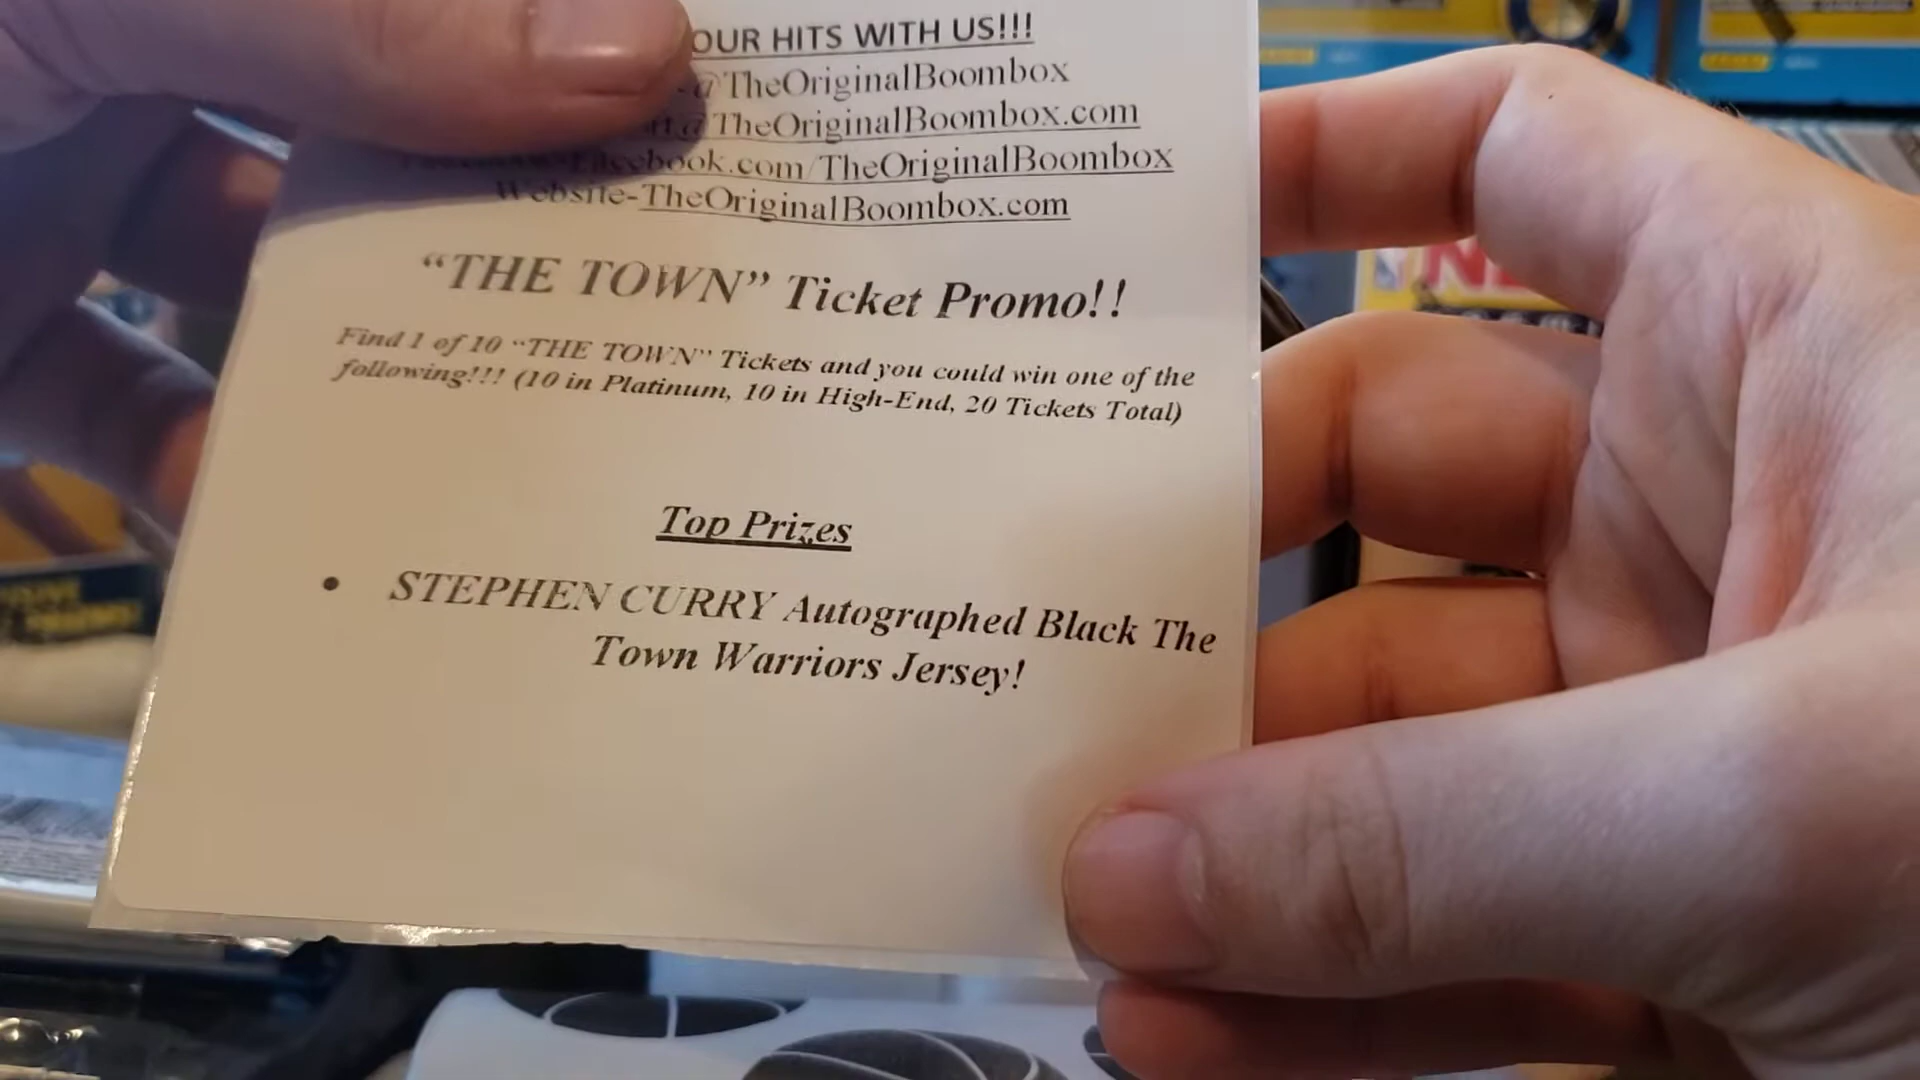 OUR HITS WITH US!!!
@TheOriginalBoombox
@TheOriginalBoombox.com
Facebook.com/TheOriginalBoombox
Website-TheOriginalBoombox.com
“THE TOWN” Ticket Promo!!
Find 1 of 10 “THE TOWN” Tickets and you could win one of the
following!!! (10 in Platinum, 10 in High-End, 20 Tickets Total)
Top Prizes
• STEPHEN CURRY Autographed Black The
Town Warriors Jersey!